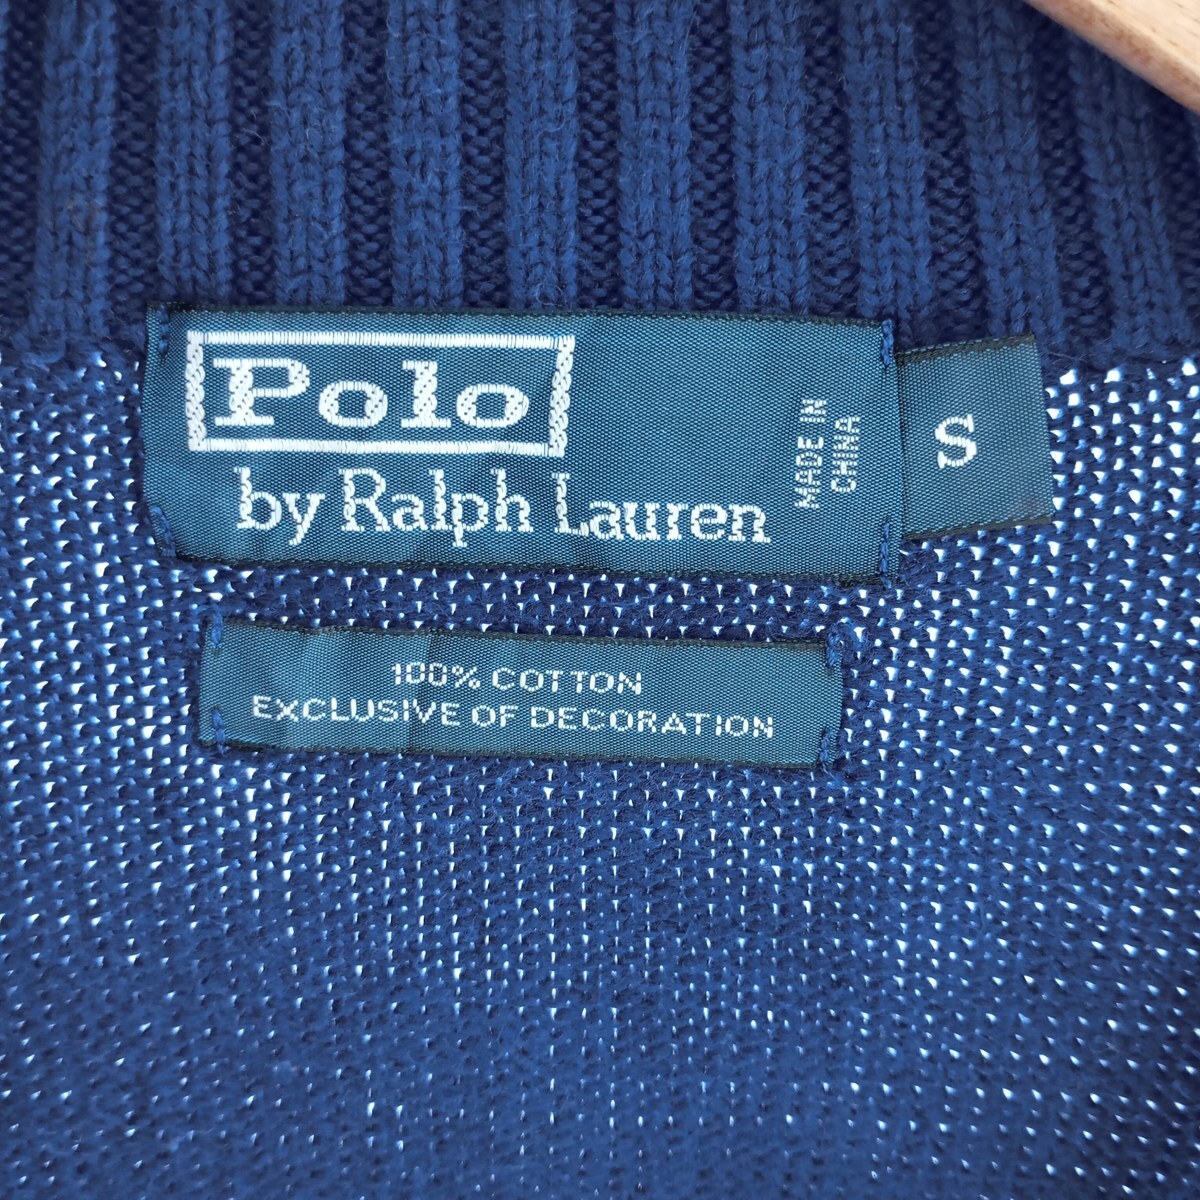 Polo
by Ralph Lauren
MADE IN
CHINA
S
100% COTTON
EXCLUSIVE OF DECORATION